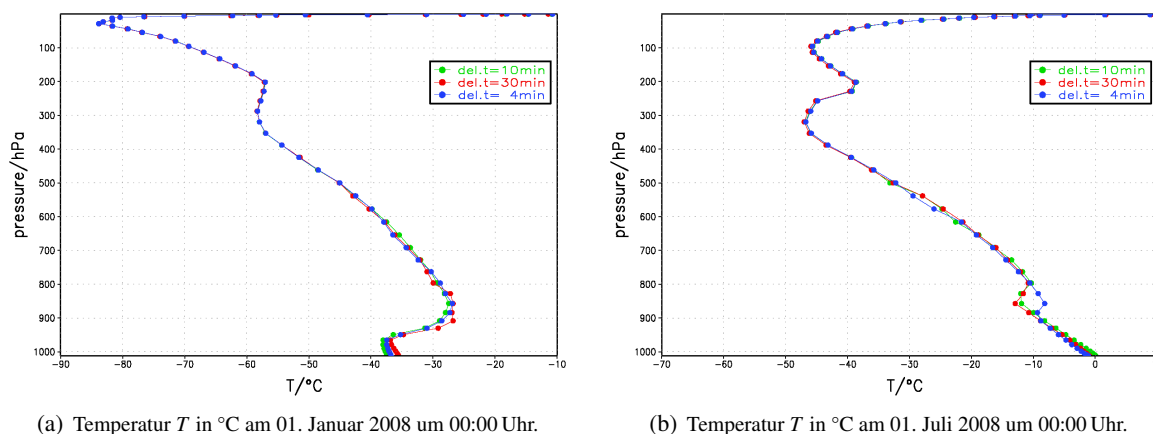 100
200
300
400
500
600
700
800
900
1000
pressure/hPa
del.t=10min
del.t=30min
del.t= 4min
−90 −80 −70 −60 −50 −40 −30 −20 −10
T/°C
100
200
300
400
500
600
700
800
900
1000
pressure/hPa
del.t=10min
del.t=30min
del.t= 4min
−70 −60 −50 −40 −30 −20 −10 0
T/°C
(a) Temperatur T in °C am 01. Januar 2008 um 00:00 Uhr.
(b) Temperatur T in °C am 01. Juli 2008 um 00:00 Uhr.